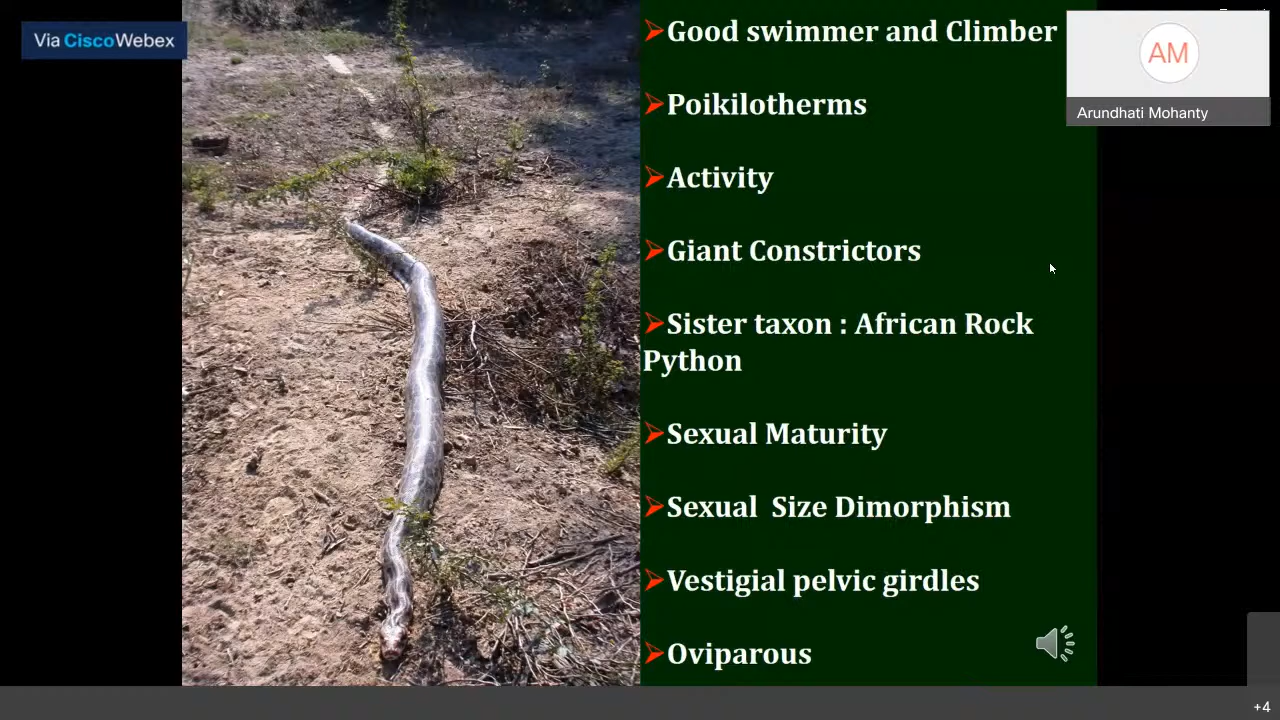 Via CiscoWebex
Good swimmer and Climber
Poikilotherms
Activity
Giant Constrictors
Sister taxon : African Rock
Python
Sexual Maturity
Sexual Size Dimorphism
Vestigial pelvic girdles
Oviparous
AM
Arundhati Mohanty
+4